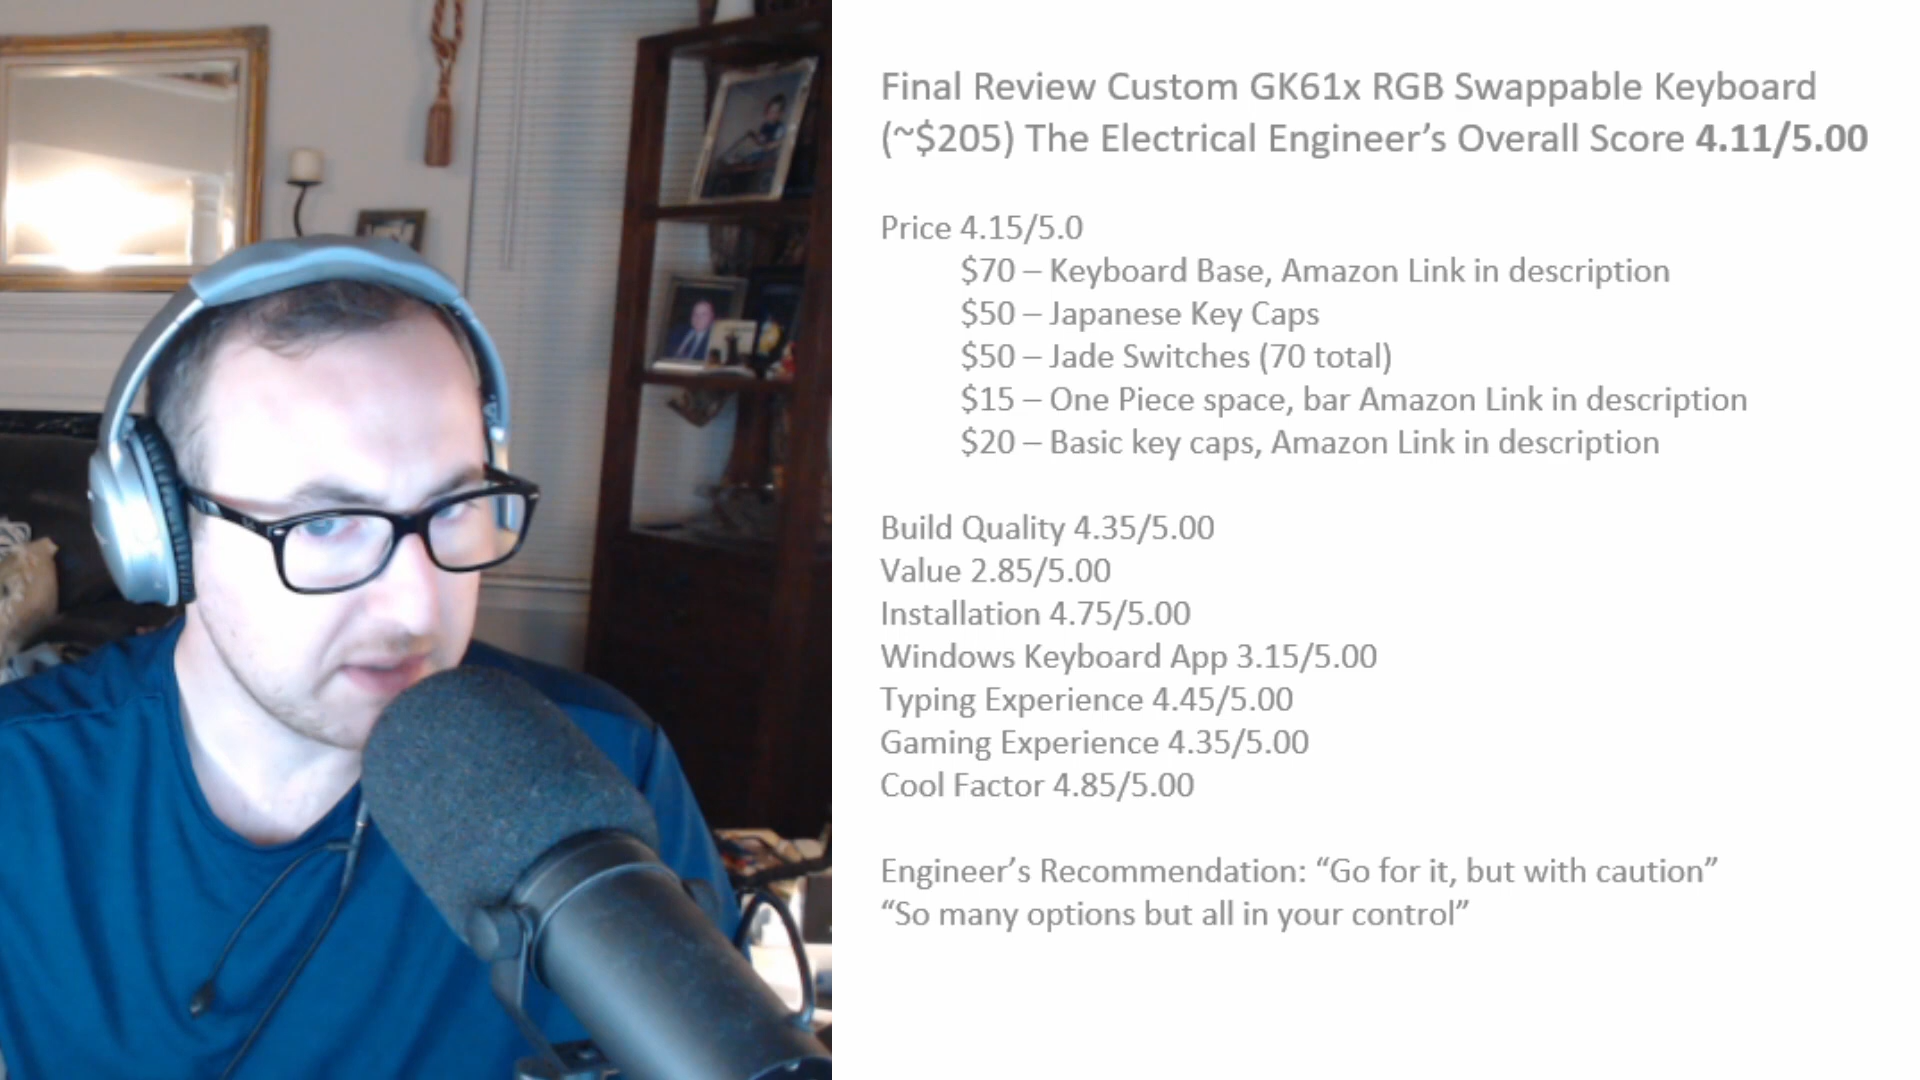 Final Review Custom GK61x RGB Swappable Keyboard
(~$205) The Electrical Engineer’s Overall Score 4.11/5.00
Price 4.15/5.0
$70 – Keyboard Base, Amazon Link in description
$50 – Japanese Key Caps
$50 – Jade Switches (70 total)
$15 – One Piece space, bar Amazon Link in description
$20 – Basic key caps, Amazon Link in description
Build Quality 4.35/5.00
Value 2.85/5.00
Installation 4.75/5.00
Windows Keyboard App 3.15/5.00
Typing Experience 4.45/5.00
Gaming Experience 4.35/5.00
Cool Factor 4.85/5.00
Engineer’s Recommendation: “Go for it, but with caution”
“So many options but all in your control”